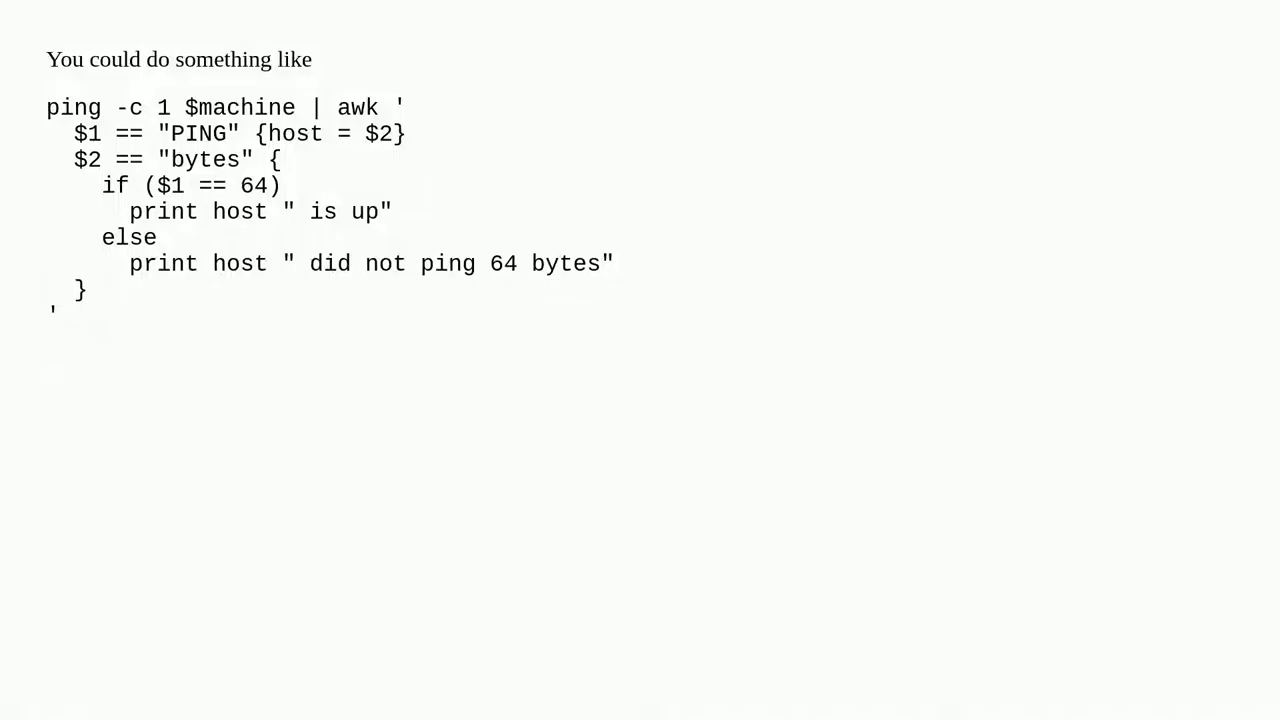 You could do something like
ping -c 1 $machine | awk '
  $1 == "PING" {host = $2}
  $2 == "bytes" {
    if ($1 == 64)
      print host " is up"
    else
      print host " did not ping 64 bytes"
  }
'